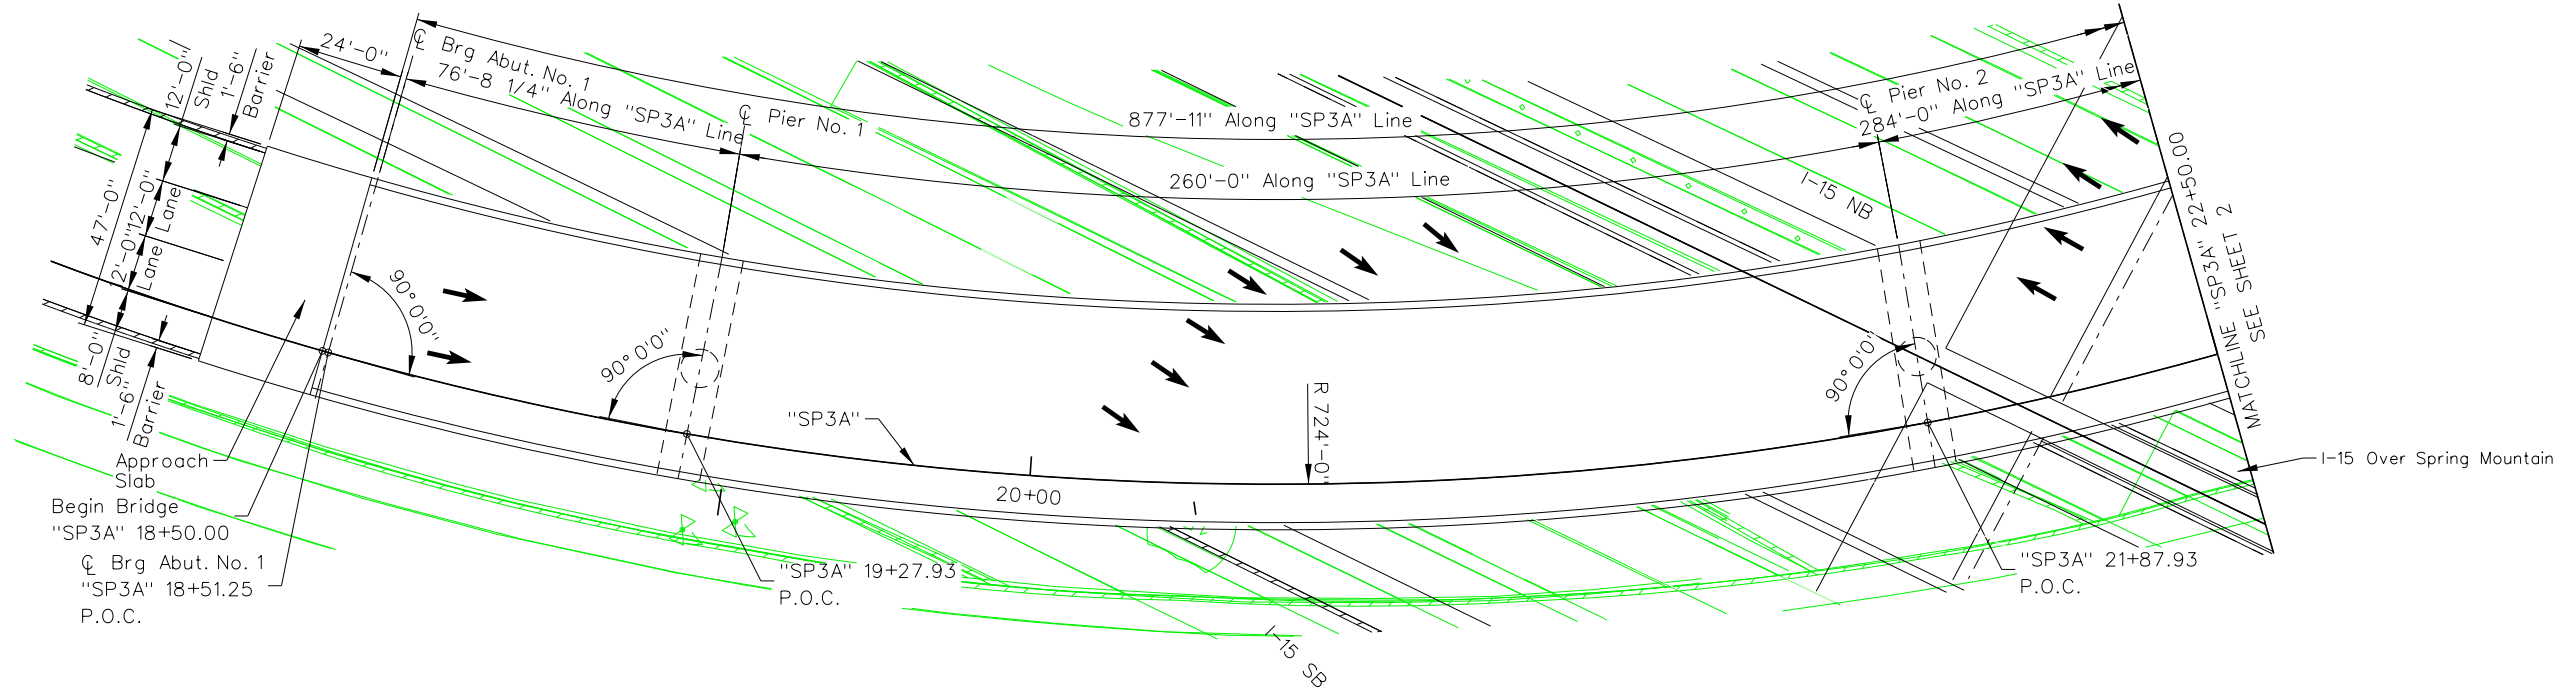 24'-0"
12'-0"
Shld
1'-6"
Barrier
℄ Brg Abut. No. 1
76'-8 1/4" Along "SP3A" Line
℄ Pier No. 1
877'-11" Along "SP3A" Line
260'-0" Along "SP3A" Line
℄ Pier No. 2
284'-0" Along "SP3A" Line
I-15 NB
47'-0"
12'-0"
Lane
12'-0"
Lane
8'-0"
Shld
1'-6"
Barrier
90°0'0"
90°0'0"
90°0'0"
"SP3A"
20+00
R 724'-0"
MATCHLINE "SP3A" 22+50.00
SEE SHEET 2
I-15 Over Spring Mountain
Approach
Slab
Begin Bridge
"SP3A" 18+50.00
℄ Brg Abut. No. 1
"SP3A" 18+51.25
P.O.C.
"SP3A" 19+27.93
P.O.C.
"SP3A" 21+87.93
P.O.C.
I-15 SB